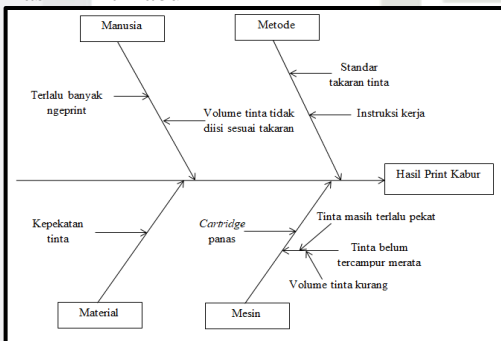 Manusia
Metode
Terlalu banyak
ngeprint
Volume tinta tidak
diisi sesuai takaran
Standar
takaran tinta
Instruksi kerja
Hasil Print Kabur
Kepekatan
tinta
Cartridge
panas
Tinta masih terlalu pekat
Tinta belum
tercampur merata
Volume tinta kurang
Material
Mesin